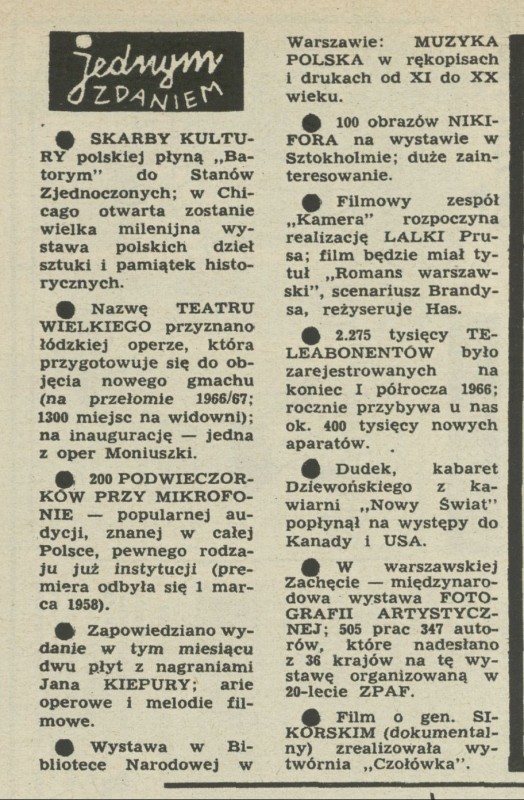 jednym
ZDANIEM
● SKARBY KULTU-
RY polskiej płyną „Ba-
torym" do Stanów
Zjednoczonych; w Chi-
cago otwarta zostanie
wielka milenijna wy-
stawa polskich dzieł
sztuki i pamiątek histo-
rycznych.
● Nazwę TEATRU
WIELKIEGO przyznano
łódzkiej operze, która
przygotowuje się do ob-
jęcia nowego gmachu
(na przełomie 1966/67;
1300 miejsc na widowni);
na inaugurację — jedna
z oper Moniuszki.
● 200 PODWIECZOR-
KÓW PRZY MIKROFO-
NIE — popularnej au-
dycji, znanej w całej
Polsce, pewnego rodza-
ju już instytucji (pre-
miera odbyła się 1 mar-
ca 1958).
● Zapowiedziano wy-
danie w tym miesiącu
dwu płyt z nagraniami
Jana KIEPURY; arie
operowe i melodie fil-
mowe.
● Wystawa w Bi-
bliotece Narodowej w
Warszawie: MUZYKA
POLSKA w rękopisach
i drukach od XI do XX
wieku.
● 100 obrazów NIKI-
FORA na wystawie w
Sztokholmie; duże zain-
teresowanie.
● Filmowy zespół
„Kamera" rozpoczyna
realizację LALKI Pru-
sa; film będzie miał ty-
tuł „Romans warszaw-
ski", scenariusz Brandy-
sa, reżyseruje Has.
● 2.275 tysięcy TE-
LEABONENTÓW było
zarejestrowanych na
koniec I półrocza 1966;
rocznie przybywa u nas
ok. 400 tysięcy nowych
aparatów.
● Dudek, kabaret
Dziewońskiego z ka-
wiarni „Nowy Świat"
popłynął na występy do
Kanady i USA.
● W warszawskiej
Zachęcie — międzynaro-
dowa wystawa FOTO-
GRAFII ARTYSTYCZ-
NEJ; 505 prac 347 auto-
rów, które nadesłano
z 36 krajów na tę wy-
stawę organizowaną w
20-lecie ZPAF.
● Film o gen. SI-
KORSKIM (dokumental-
ny) zrealizowała wy-
twórnia „Czołówka".